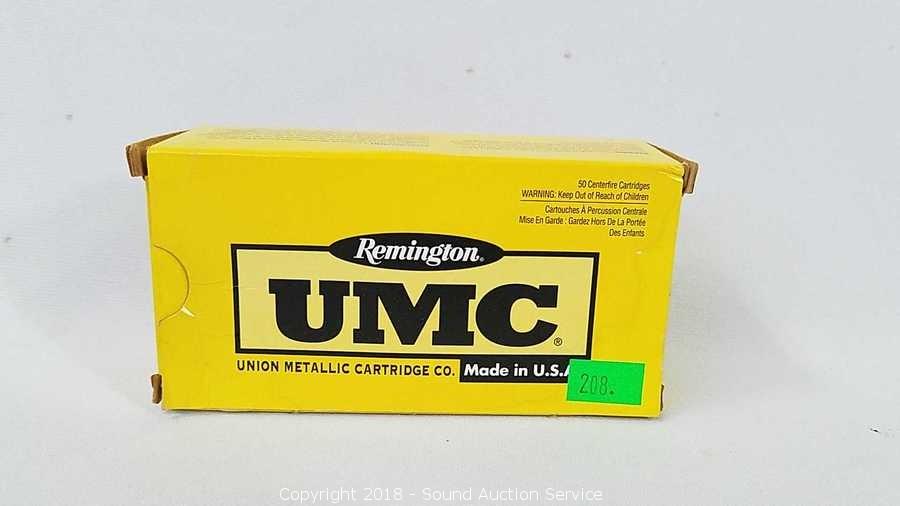 50 Centerfire Cartridges
WARNING: Keep Out of Reach of Children
Cartouches À Percussion Centrale
Mise En Garde : Gardez Hors De La Portée
Des Enfants
Remington®
UMC®
UNION METALLIC CARTRIDGE CO. Made in U.S.A
208.
Copyright 2018 - Sound Auction Service